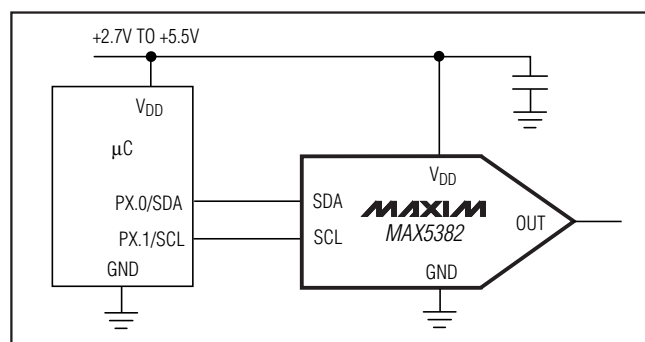 +2.7V TO +5.5V
VDD
µC
PX.0/SDA
PX.1/SCL
GND
VDD
SDA
SCL
MAXIM
MAX5382
OUT
GND